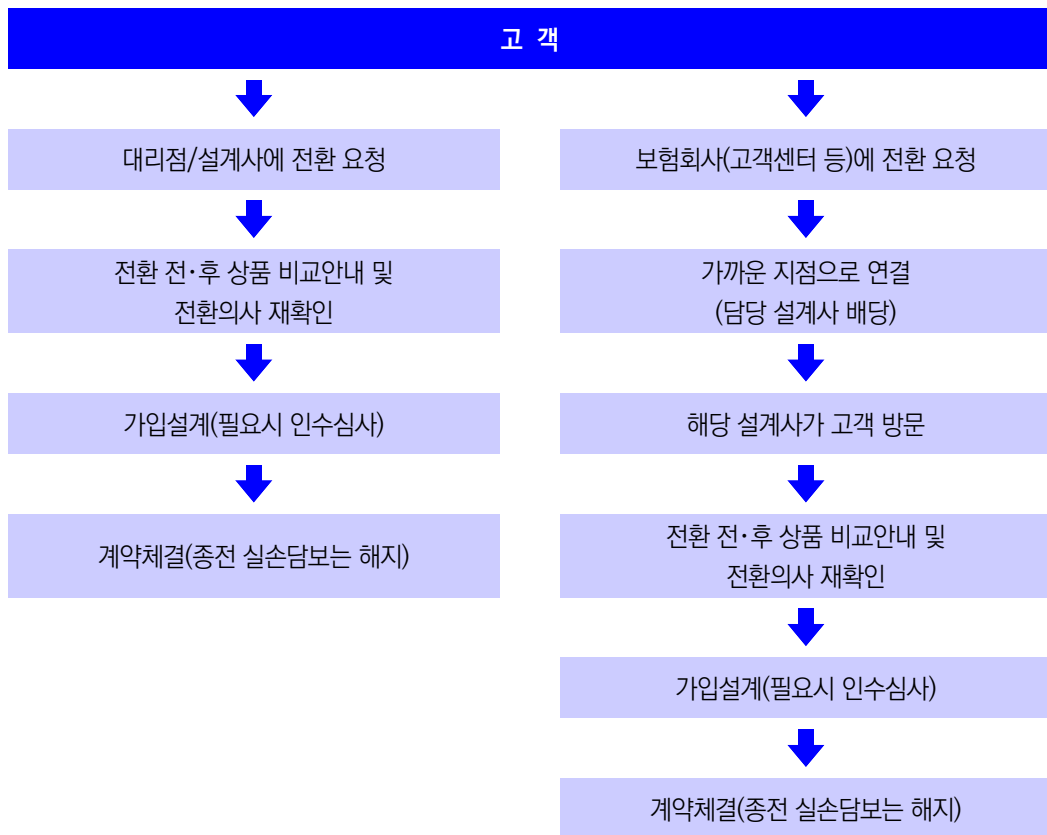 고 객
대리점/설계사에 전환 요청
전환 전·후 상품 비교안내 및
전환의사 재확인
가입설계(필요시 인수심사)
계약체결(종전 실손담보는 해지)
보험회사(고객센터 등)에 전환 요청
가까운 지점으로 연결
(담당 설계사 배당)
해당 설계사가 고객 방문
전환 전·후 상품 비교안내 및
전환의사 재확인
가입설계(필요시 인수심사)
계약체결(종전 실손담보는 해지)